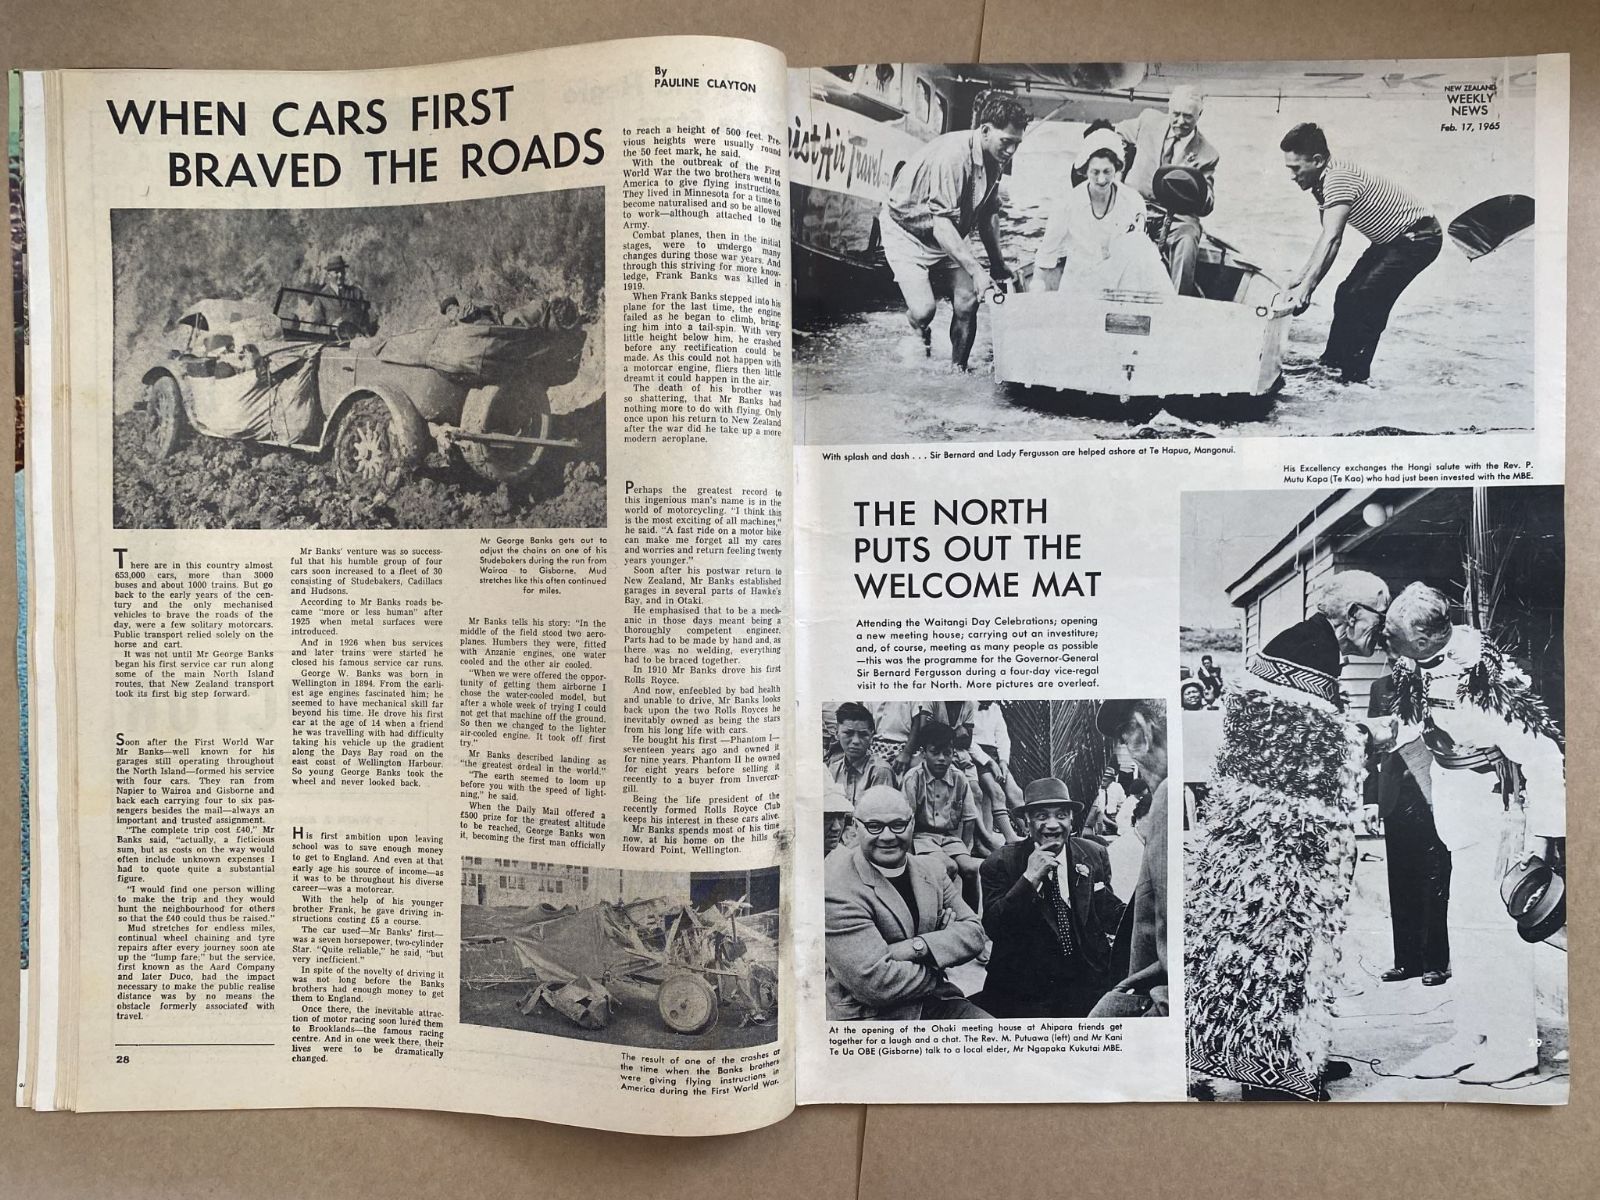 WHEN CARS FIRST
BRAVED THE ROADS
By
PAULINE CLAYTON
There are in this country almost
653,000 cars, more than 3000
buses and about 1000 trains. But go
back to the early years of the cen-
tury and the only mechanised
vehicles to brave the roads of the
day, were a few solitary motorcars.
Public transport relied solely on the
horse and cart.
It was not until Mr George Banks
began his first service car run along
some of the main North Island
routes, that New Zealand transport
took its first big step forward.
Soon after the First World War
Mr Banks—well known for his
garages still operating throughout
the North Island—formed his service
with four cars. They ran from
Napier to Wairoa and Gisborne and
back each carrying four to six pas-
sengers besides the mail—always an
important and trusted assignment.
"The complete trip cost £40," Mr
Banks said, "actually, a ficticious
sum, but as costs on the way would
often include unknown expenses I
had to quote quite a substantial
figure.
"I would find one person willing
to make the trip and they would
hunt the neighbourhood for others
so that the £40 could thus be raised."
Mud stretches for endless miles,
continual wheel chaining and tyre
repairs after every journey soon ate
up the "lump fare;" but the service,
first known as the Aard Company
and later Duco, had the impact
necessary to make the public realise
distance was by no means the
obstacle formerly associated with
travel.
28
Mr Banks' venture was so success-
ful that his humble group of four
cars soon increased to a fleet of 30
consisting of Studebakers, Cadillacs
and Hudsons.
According to Mr Banks roads be-
came "more or less human" after
1925 when metal surfaces were
introduced.
And in 1926 when bus services
and later trains were started he
closed his famous service car runs.
George W. Banks was born in
Wellington in 1894. From the earli-
est age engines fascinated him; he
seemed to have mechanical skill far
beyond his time. He drove his first
car at the age of 14 when a friend
he was travelling with had difficulty
taking his vehicle up the gradient
along the Days Bay road on the
east coast of Wellington Harbour.
So young George Banks took the
wheel and never looked back.
His first ambition upon leaving
school was to save enough money
to get to England. And even at that
early age his source of income—as
it was to be throughout his diverse
career—was a motorcar.
With the help of his younger
brother Frank, he gave driving in-
structions costing £5 a course.
The car used—Mr Banks' first—
was a seven horsepower, two-cylinder
Star. "Quite reliable," he said, "but
very inefficient."
In spite of the novelty of driving it
was not long before the Banks
brothers had enough money to get
them to England.
Once there, the inevitable attrac-
tion of motor racing soon lured them
to Brooklands—the famous racing
centre. And in one week there, their
lives were to be dramatically
changed.
Mr George Banks gets out to
adjust the chains on one of his
Studebakers during the run from
Wairoa to Gisborne. Mud
stretches like this often continued
for miles.
Mr Banks tells his story: "In the
middle of the field stood two aero-
planes. Humbers they were, fitted
with Anzanie engines, one water
cooled and the other air cooled.
"When we were offered the oppor-
tunity of getting them airborne I
chose the water-cooled model, but
after a whole week of trying I could
not get that machine off the ground.
So then we changed to the lighter
air-cooled engine. It took off first
try."
Mr Banks described landing as
"the greatest ordeal in the world."
"The earth seemed to loom up
before you with the speed of light-
ning," he said.
When the Daily Mail offered a
£500 prize for the greatest altitude
to be reached, George Banks won
it, becoming the first man officially
to reach a height of 500 feet. Pre-
vious heights were usually round
the 50 feet mark, he said.
With the outbreak of the First
World War the two brothers went to
America to give flying instructions.
They lived in Minnesota for a time to
become naturalised and so be allowed
to work—although attached to the
Army.
Combat planes, then in the initial
stages, were to undergo many
changes during those war years. And
through this striving for more know-
ledge, Frank Banks was killed in
1919.
When Frank Banks stepped into his
plane for the last time, the engine
failed as he began to climb, bring-
ing him into a tail-spin. With very
little height below him, he crashed
before any rectification could be
made. As this could not happen with
a motorcar engine, fliers then little
dreamt it could happen in the air.
The death of his brother was
so shattering, that Mr Banks had
nothing more to do with flying. Only
once upon his return to New Zealand
after the war did he take up a more
modern aeroplane.
Perhaps the greatest record to
this ingenious man's name is in the
world of motorcycling. "I think this
is the most exciting of all machines,"
he said. "A fast ride on a motor bike
can make me forget all my cares
and worries and return feeling twenty
years younger."
Soon after his postwar return to
New Zealand, Mr Banks established
garages in several parts of Hawke's
Bay, and in Otaki.
He emphasised that to be a mech-
anic in those days meant being a
thoroughly competent engineer.
Parts had to be made by hand and, as
there was no welding, everything
had to be braced together.
In 1910 Mr Banks drove his first
Rolls Royce.
And now, enfeebled by bad health
and unable to drive, Mr Banks looks
back upon the two Rolls Royces he
inevitably owned as being the stars
from his long life with cars.
He bought his first —Phantom I—
seventeen years ago and owned it
for nine years. Phantom II he owned
for eight years before selling it
recently to a buyer from Invercar-
gill.
Being the life president of the
recently formed Rolls Royce Club
keeps his interest in these cars alive.
Mr Banks spends most of his time
now, at his home on the hills of
Howard Point, Wellington.
The result of one of the crashes at
the time when the Banks brothers
were giving flying instructions in
America during the First World War.
ist Air Travel
NEW ZEALAND
WEEKLY
NEWS
Feb. 17, 1965
With splash and dash . . . Sir Bernard and Lady Fergusson are helped ashore at Te Hapua, Mangonui.
His Excellency exchanges the Hongi salute with the Rev. P.
Mutu Kapa (Te Kao) who had just been invested with the MBE.
THE NORTH
PUTS OUT THE
WELCOME MAT
Attending the Waitangi Day Celebrations; opening
a new meeting house; carrying out an investiture;
and, of course, meeting as many people as possible
—this was the programme for the Governor-General
Sir Bernard Fergusson during a four-day vice-regal
visit to the far North. More pictures are overleaf.
At the opening of the Ohaki meeting house at Ahipara friends get
together for a laugh and a chat. The Rev. M. Putuawa (left) and Mr Kani
Te Ua OBE (Gisborne) talk to a local elder, Mr Ngapaka Kukutai MBE.
29